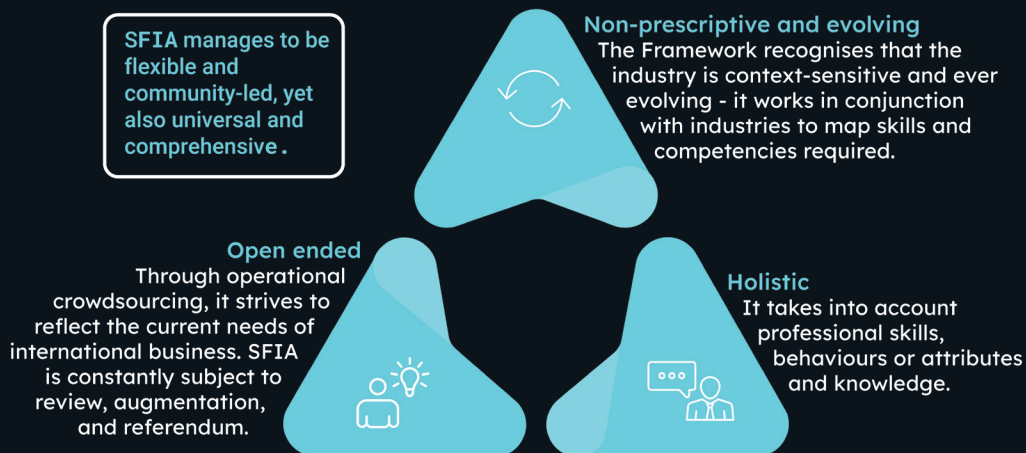 SFIA manages to be
flexible and
community-led, yet
also universal and
comprehensive.
Non-prescriptive and evolving
The Framework recognises that the
industry is context-sensitive and ever
evolving - it works in conjunction
with industries to map skills and
competencies required.
Open ended
Through operational
crowdsourcing, it strives to
reflect the current needs of
international business. SFIA
is constantly subject to
review, augmentation,
and referendum.
Holistic
It takes into account
professional skills,
behaviours or attributes
and knowledge.